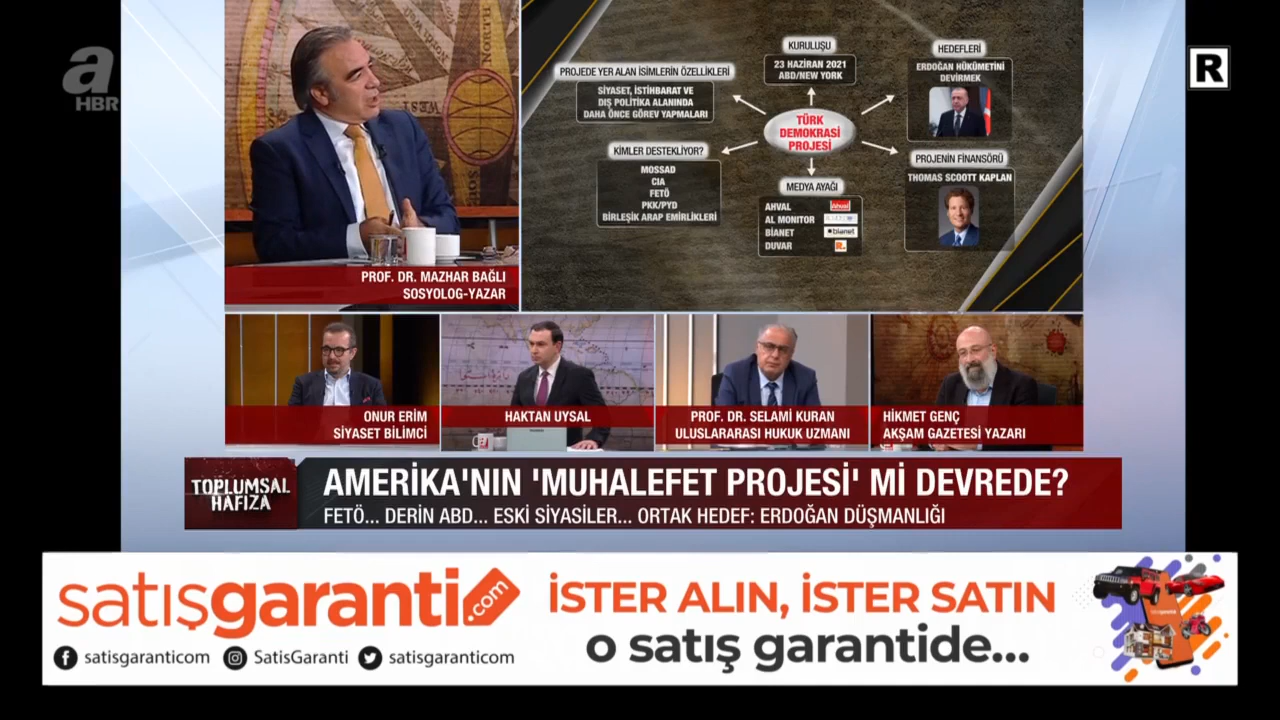 a
HBR
R
PROJEDE YER ALAN İSİMLERİN ÖZELLİKLERİ
SİYASET, İSTİHBARAT VE
DIŞ POLİTİKA ALANINDA
DAHA ÖNCE GÖREV YAPMALARI
KURULUŞU
23 HAZIRAN 2021
ABD/NEW YORK
HEDEFLERİ
ERDOĞAN HÜKÜMETİNİ
DEVİRMEK
TÜRK
DEMOKRASİ
PROJESİ
KİMLER DESTEKLİYOR?
MOSSAD
CIA
FETÖ
PKK/PYD
BİRLEŞİK ARAP EMİRLİKLERİ
MEDYA AYAĞI
AHVAL Ahval
AL MONITOR
BİANET bianet
DUVAR
PROJENİN FİNANSÖRÜ
THOMAS SCOOTT KAPLAN
WEST
PROF. DR. MAZHAR BAĞLI
SOSYOLOG-YAZAR
ONUR ERİM
SİYASET BİLİMCİ
HAKTAN UYSAL
PROF. DR. SELAMİ KURAN
ULUSLARARASI HUKUK UZMANI
HİKMET GENÇ
AKŞAM GAZETESİ YAZARI
TOPLUMSAL
HAFIZA
AMERİKA'NIN 'MUHALEFET PROJESİ' Mİ DEVREDE?
FETÖ... DERİN ABD... ESKİ SİYASİLER... ORTAK HEDEF: ERDOĞAN DÜŞMANLIĞI
satışgaranti.com
satisgaranticom SatisGaranti satisgaranticom
İSTER ALIN, İSTER SATIN
o satış garantide...